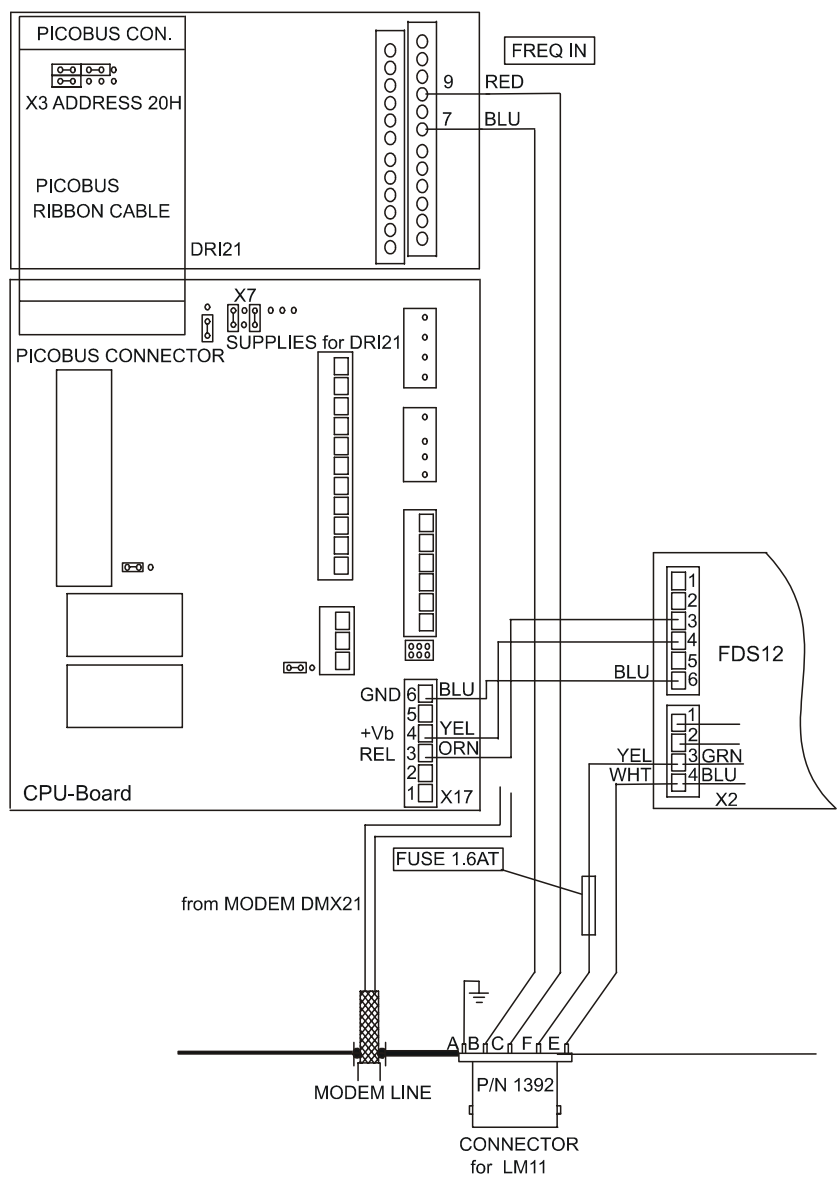 PICOBUS CON.
FREQ IN
9 RED
X3 ADDRESS 20H
7 BLU
PICOBUS
RIBBON CABLE
DRI21
X7
SUPPLIES for DRI21
PICOBUS CONNECTOR
1
2
3
4
5
6
FDS12
BLU
GND 6 BLU
5
+Vb 4 YEL
REL 3 ORN
2
1 X17
CPU-Board
1
2
YEL 3 GRN
WHT 4 BLU
X2
FUSE 1.6AT
from MODEM DMX21
A B C F E
P/N 1392
MODEM LINE
CONNECTOR
for LM11